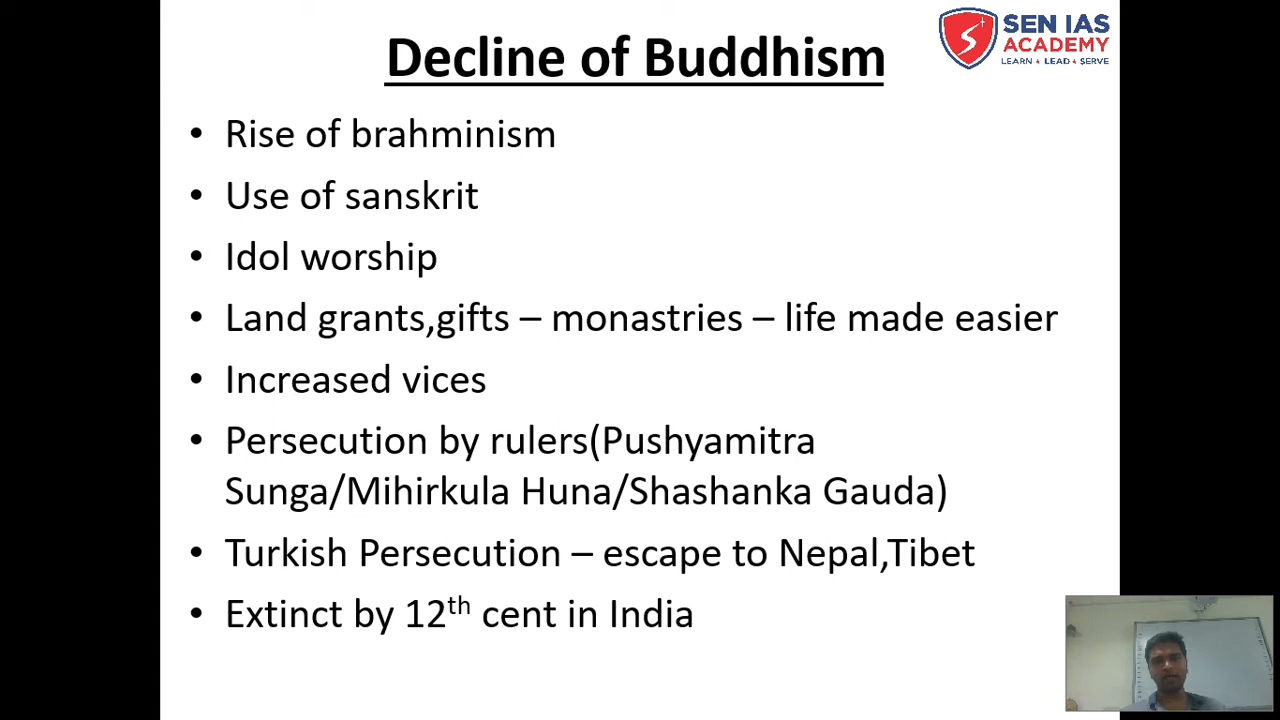 Decline of Buddhism
SEN IAS
ACADEMY
LEARN ★ LEAD ★ SERVE
• Rise of brahminism
• Use of sanskrit
• Idol worship
• Land grants,gifts – monastries – life made easier
• Increased vices
• Persecution by rulers(Pushyamitra
Sunga/Mihirkula Huna/Shashanka Gauda)
• Turkish Persecution – escape to Nepal,Tibet
• Extinct by 12th cent in India